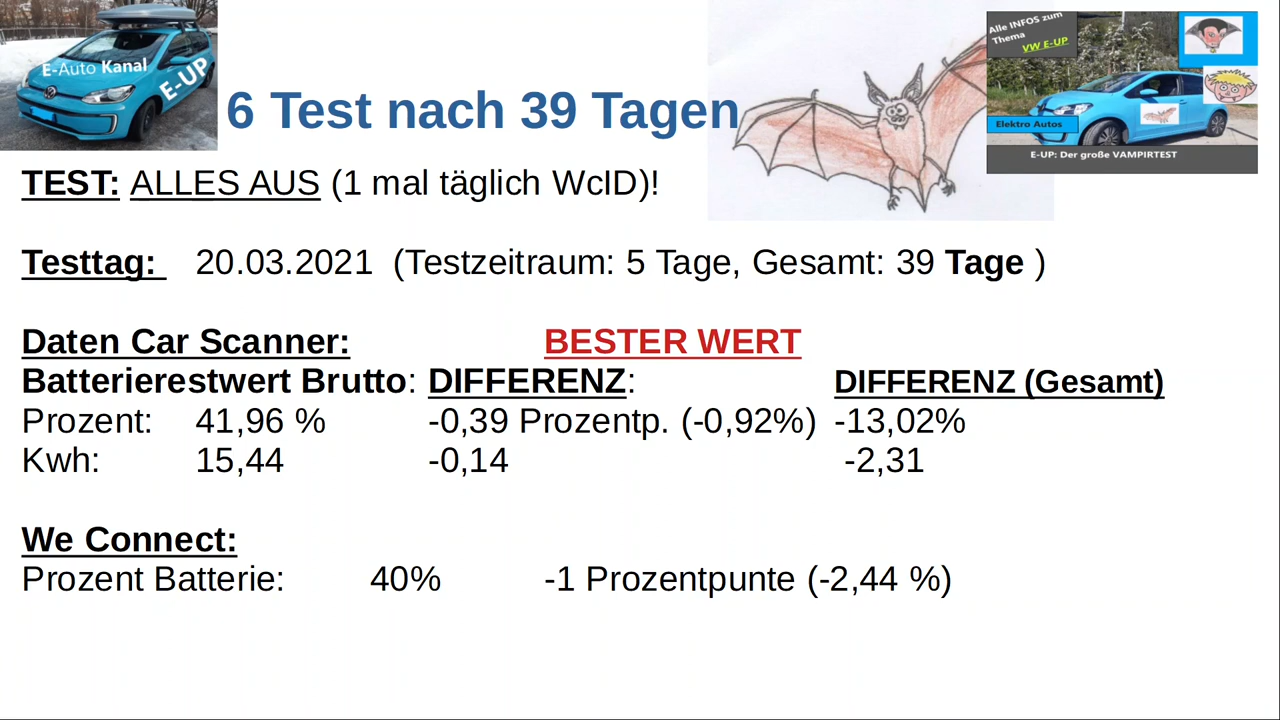 E-Auto Kanal
E-UP
Alle INFOS zum
Thema
VW E-UP
Elektro Autos
E-UP: Der große VAMPIRTEST
6 Test nach 39 Tagen
TEST: ALLES AUS (1 mal täglich WcID)!
Testtag: 20.03.2021 (Testzeitraum: 5 Tage, Gesamt: 39 Tage )
Daten Car Scanner: BESTER WERT
Batterierestwert Brutto: DIFFERENZ: DIFFERENZ (Gesamt)
Prozent: 41,96 % -0,39 Prozentp. (-0,92%) -13,02%
Kwh: 15,44 -0,14 -2,31
We Connect:
Prozent Batterie: 40% -1 Prozentpunte (-2,44 %)